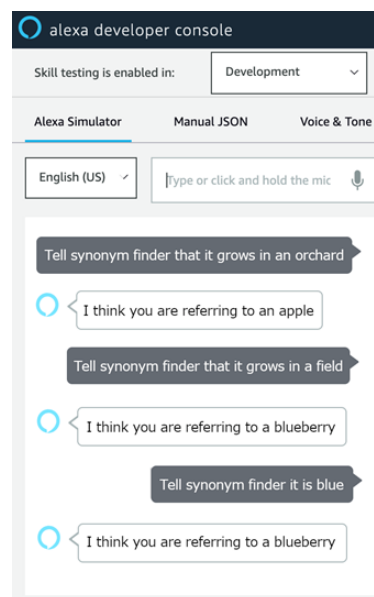 alexa developer console
Skill testing is enabled in: Development
Alexa Simulator Manual JSON Voice & Tone
English (US) Type or click and hold the mic
Tell synonym finder that it grows in an orchard
I think you are referring to an apple
Tell synonym finder that it grows in a field
I think you are referring to a blueberry
Tell synonym finder it is blue
I think you are referring to a blueberry